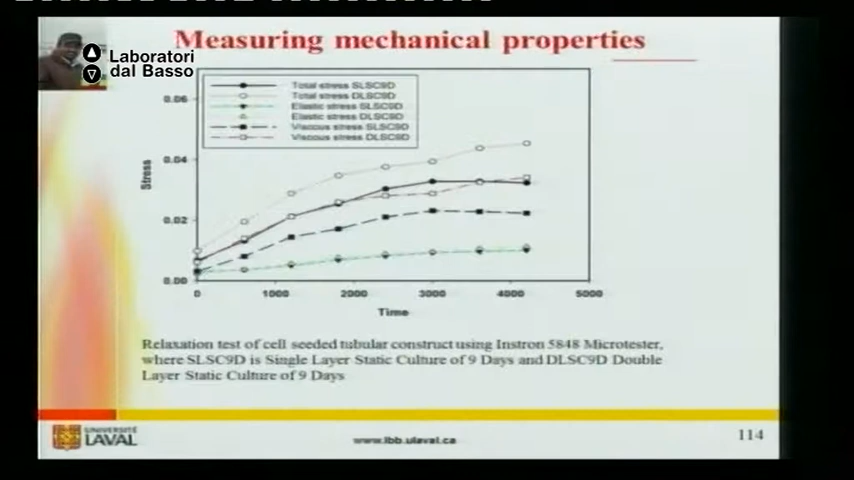 Measuring mechanical properties
Laboratori
dal Basso
Total stress SLSC9D
Total stress DLSC9D
Elastic stress SLSC9D
Elastic stress DLSC9D
Viscous stress SLSC9D
Viscous stress DLSC9D
0.06
0.04
0.02
0.00
Stress
0 1000 2000 3000 4000 5000
Time
Relaxation test of cell seeded tubular construct using Instron 5848 Microtester,
where SLSC9D is Single Layer Static Culture of 9 Days and DLSC9D Double
Layer Static Culture of 9 Days
UNIVERSITÉ
LAVAL
www.lbb.ulaval.ca
114